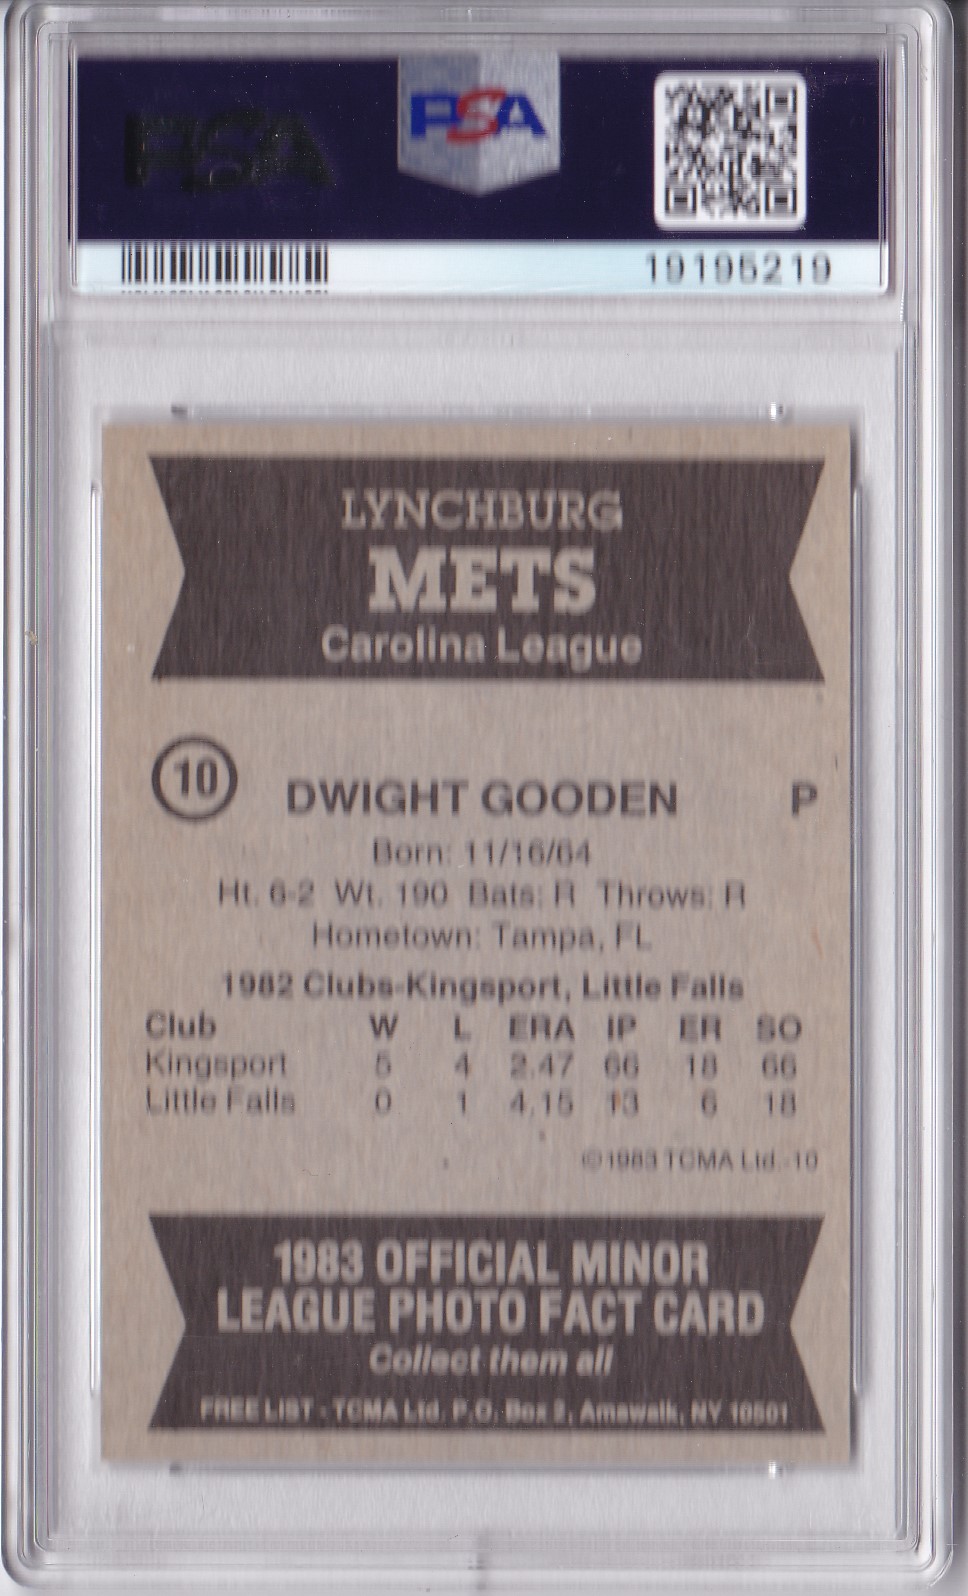 PSA
PSA
19195219
LYNCHBURG
METS
Carolina League
10
DWIGHT GOODEN P
Born: 11/16/64
Ht. 6-2 Wt. 190 Bats: R Throws: R
Hometown: Tampa, FL
1982 Clubs-Kingsport, Little Falls
Club W L ERA IP ER SO
Kingsport 5 4 2.47 66 18 66
Little Falls 0 1 4.15 13 6 18
©1983 TCMA Ltd.-10
1983 OFFICIAL MINOR
LEAGUE PHOTO FACT CARD
Collect them all
FREE LIST - TCMA Ltd. P.O. Box 2, Amawalk, NY 10501